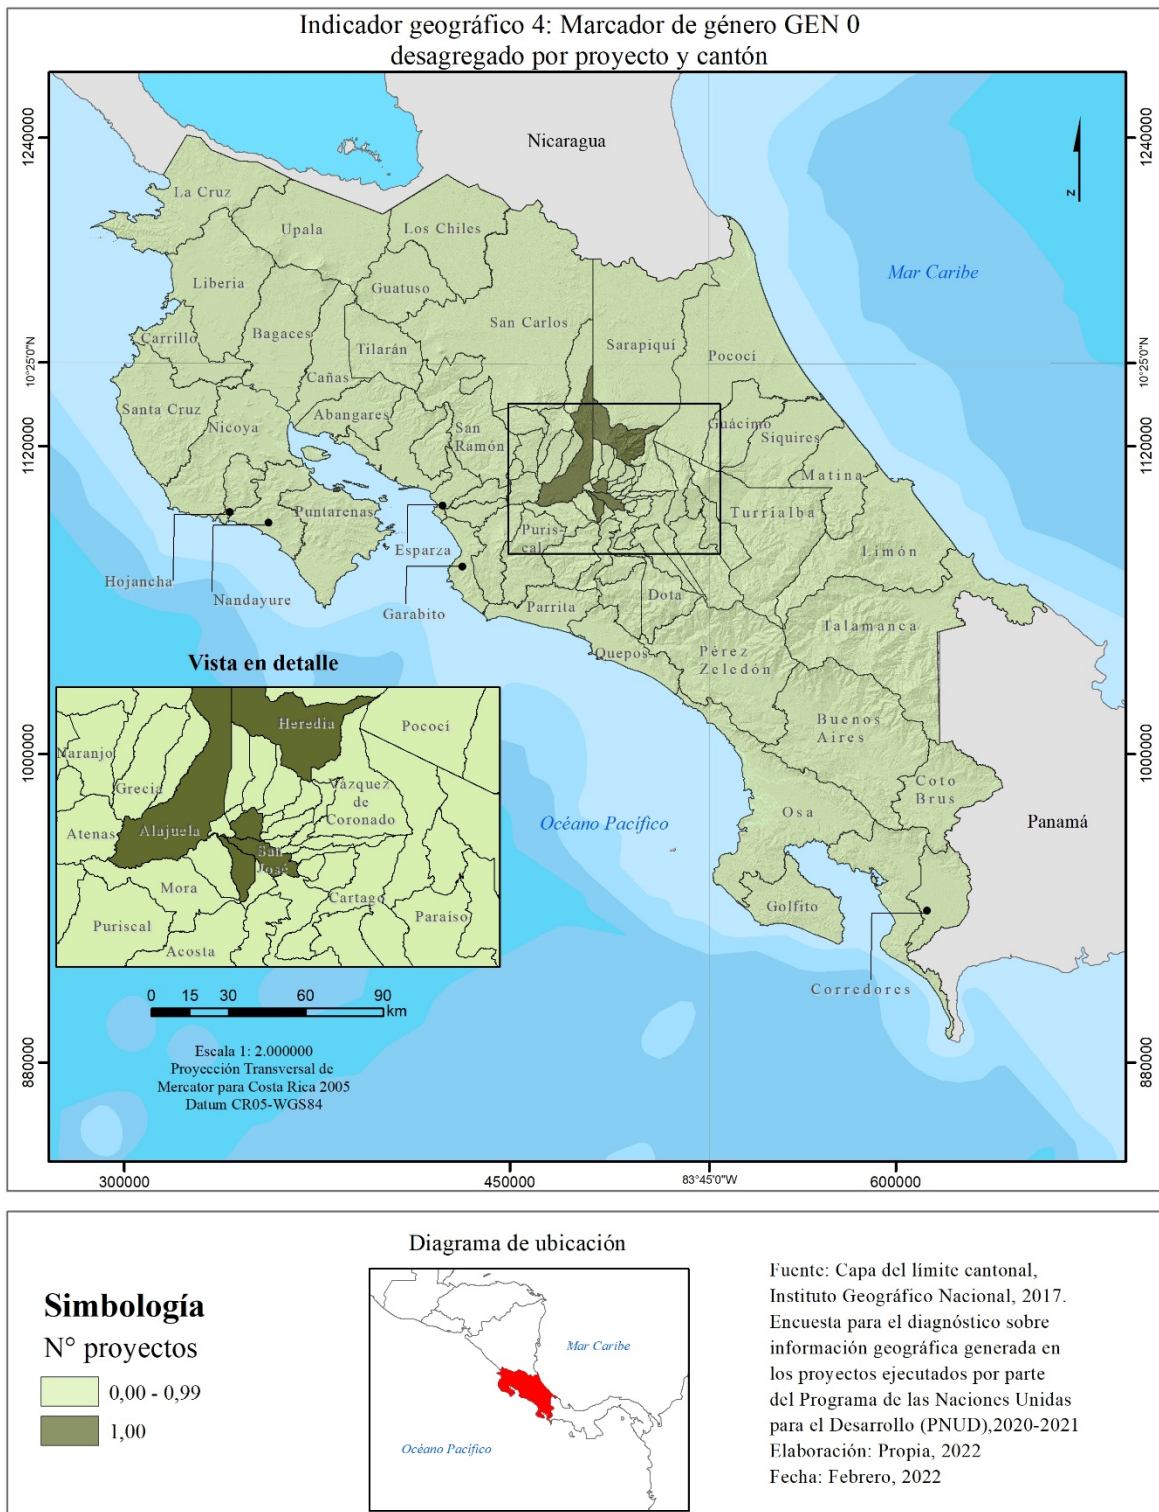 Indicador geográfico 4: Marcador de género GEN 0
desagregado por proyecto y cantón
1240000
1240000
10°25'0"N
10°25'0"N
1120000
1120000
1000000
1000000
880000
880000
300000
450000
83°45'0"W
600000
Nicaragua
Mar Caribe
Océano Pacífico
Panamá
N
La Cruz
Upala
Los Chiles
Liberia
Guatuso
San Carlos
Sarapiquí
Pococí
Carrillo
Bagaces
Tilarán
Cañas
Santa Cruz
Nicoya
Abangares
San
Ramón
Guácimo
Siquires
Matina
Puntarenas
Turrialba
Esparza
Puris-
cal
Limón
Hojancha
Nandayure
Garabito
Parrita
Dota
Talamanca
Quepos
Pérez
Zeledón
Buenos
Aires
Coto
Brus
Osa
Golfito
Corredores
Vista en detalle
Heredia
Pococí
Naranjo
Grecia
Vázquez
de
Coronado
Atenas
Alajuela
San
José
Mora
Cartago
Puriscal
Paraíso
Acosta
0 15 30 60 90
km
Escala 1: 2.000000
Proyección Transversal de
Mercator para Costa Rica 2005
Datum CR05-WGS84
Simbología
N° proyectos
0,00 - 0,99
1,00
Diagrama de ubicación
Mar Caribe
Océano Pacífico
Fuente: Capa del límite cantonal,
Instituto Geográfico Nacional, 2017.
Encuesta para el diagnóstico sobre
información geográfica generada en
los proyectos ejecutados por parte
del Programa de las Naciones Unidas
para el Desarrollo (PNUD),2020-2021
Elaboración: Propia, 2022
Fecha: Febrero, 2022